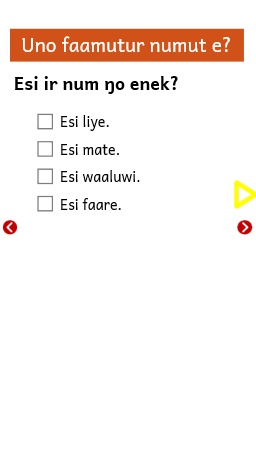 Uno faamutur numut e?
Esi ir num ŋo enek?
Esi liye.
Esi mate.
Esi waaluwi.
Esi faare.